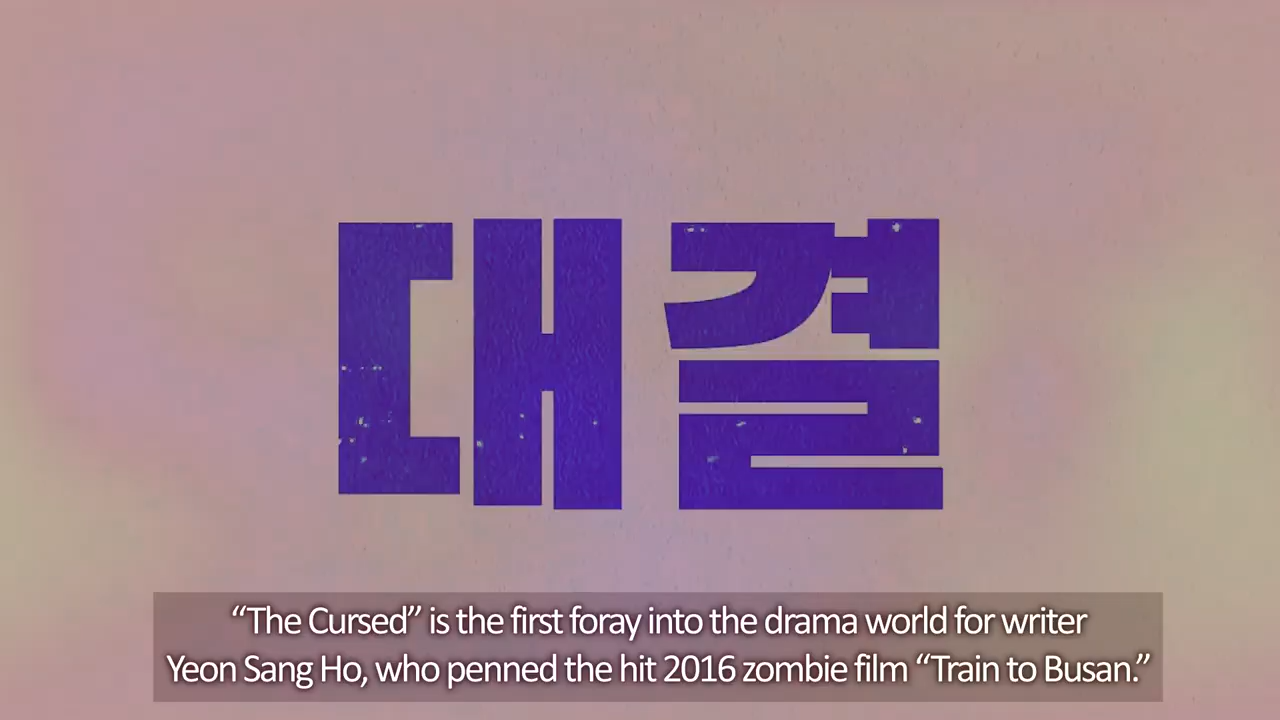 대결
“The Cursed” is the first foray into the drama world for writer
Yeon Sang Ho, who penned the hit 2016 zombie film “Train to Busan.”